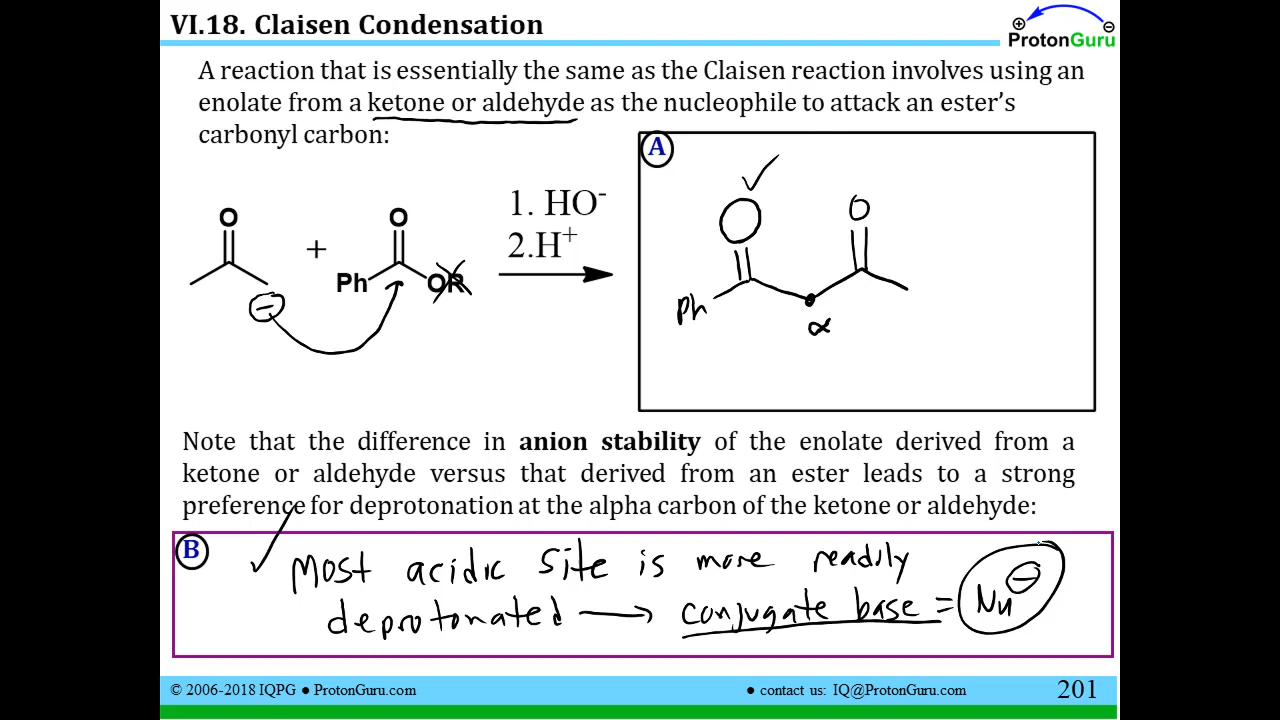 VI.18. Claisen Condensation
ProtonGuru
A reaction that is essentially the same as the Claisen reaction involves using an
enolate from a ketone or aldehyde as the nucleophile to attack an ester's
carbonyl carbon:
A
O
O
+
Ph
OR
1. HO⁻
2.H⁺
O
O
Ph
α
Note that the difference in anion stability of the enolate derived from a
ketone or aldehyde versus that derived from an ester leads to a strong
preference for deprotonation at the alpha carbon of the ketone or aldehyde:
B
Most acidic site is more readily
deprotonated → conjugate base = Nu⊖
© 2006-2018 IQPG ● ProtonGuru.com
● contact us: IQ@ProtonGuru.com
201